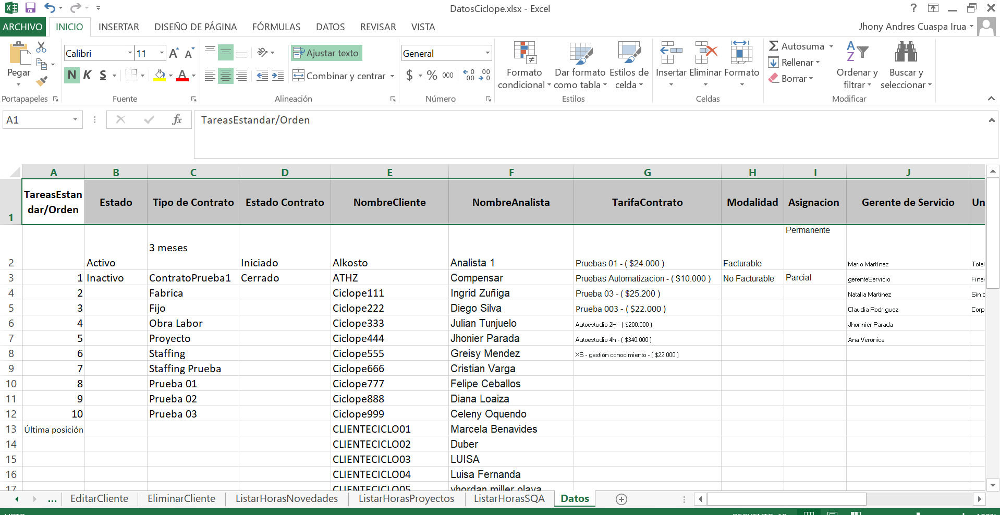 DatosCiclope.xlsx - Excel
?
ARCHIVO INICIO INSERTAR DISEÑO DE PÁGINA FÓRMULAS DATOS REVISAR VISTA
Jhony Andres Cuaspa Irua
Calibri 11 A A Ajustar texto General
Autosuma
Rellenar
Borrar
Pegar N K S A Combinar y centrar $ % 000
Formato condicional
Dar formato como tabla
Estilos de celda
Insertar Eliminar Formato
Ordenar y filtrar
Buscar y seleccionar
Portapapeles Fuente Alineación Número Estilos Celdas Modificar
A1 fx TareasEstandar/Orden
A B C D E F G H I J
1 TareasEstandar/Orden Estado Tipo de Contrato Estado Contrato NombreCliente NombreAnalista TarifaContrato Modalidad Asignacion Gerente de Servicio Un
2 Activo 3 meses Iniciado Alkosto Analista 1 Pruebas 01 - ( $24.000 ) Facturable Permanente Mario Martínez Total
3 1 Inactivo ContratoPrueba1 Cerrado ATHZ Compensar Pruebas Automatizacion - ( $10.000 ) No Facturable Parcial gerenteServicio Finan
4 2 Fabrica Ciclope111 Ingrid Zuñiga Prueba 03 - ( $25.200 ) Natalia Martinez Sin c
5 3 Fijo Ciclope222 Diego Silva Prueba 003 - ( $22.000 ) Claudia Rodriguez Corp
6 4 Obra Labor Ciclope333 Julian Tunjuelo Autoestudio 2H - ( $200.000 ) Jhonnier Parada
7 5 Proyecto Ciclope444 Jhonier Parada Autoestudio 4h - ( $340.000 ) Ana Veronica
8 6 Staffing Ciclope555 Greisy Mendez XS - gestión conocimiento - ( $22.000 )
9 7 Staffing Prueba Ciclope666 Cristian Varga
10 8 Prueba 01 Ciclope777 Felipe Ceballos
11 9 Prueba 02 Ciclope888 Diana Loaiza
12 10 Prueba 03 Ciclope999 Celeny Oquendo
13 Última posición CLIENTECICLO01 Marcela Benavides
14 CLIENTECICLO02 Duber
15 CLIENTECICLO03 LUISA
16 CLIENTECICLO04 Luisa Fernanda
17 CLIENTECICLO05 yhordan miller olaya
... EditarCliente EliminarCliente ListarHorasNovedades ListarHorasProyectos ListarHorasSQA Datos